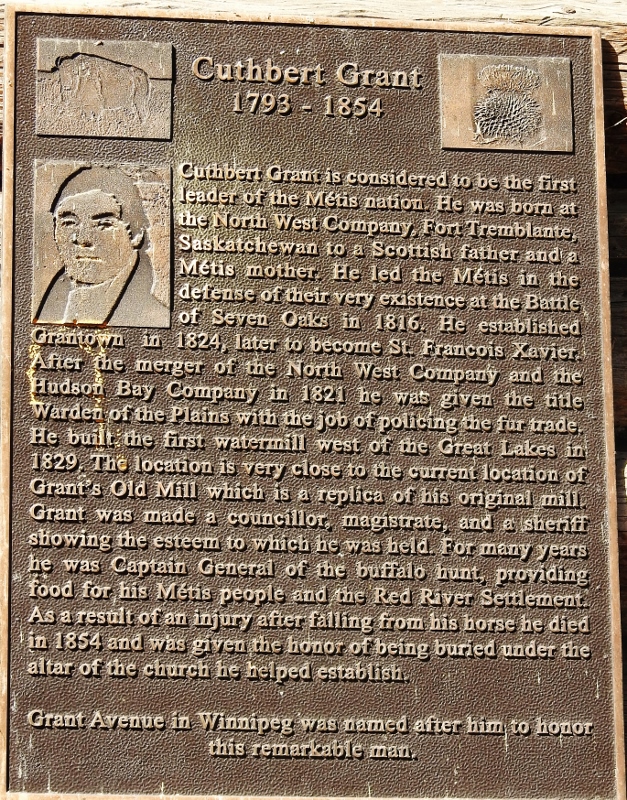 Cuthbert Grant
1793 - 1854
Cuthbert Grant is considered to be the first
leader of the Métis nation. He was born at
the North West Company, Fort Tremblante,
Saskatchewan to a Scottish father and a
Métis mother. He led the Métis in the
defense of their very existence at the Battle
of Seven Oaks in 1816. He established
Grantown in 1824, later to become St. Francois Xavier.
After the merger of the North West Company and the
Hudson Bay Company in 1821 he was given the title
Warden of the Plains with the job of policing the fur trade.
He built the first watermill west of the Great Lakes in
1829. The location is very close to the current location of
Grant's Old Mill which is a replica of his original mill.
Grant was made a councillor, magistrate, and a sheriff
showing the esteem to which he was held. For many years
he was Captain General of the buffalo hunt, providing
food for his Métis people and the Red River Settlement.
As a result of an injury after falling from his horse he died
in 1854 and was given the honor of being buried under the
altar of the church he helped establish.
Grant Avenue in Winnipeg was named after him to honor
this remarkable man.